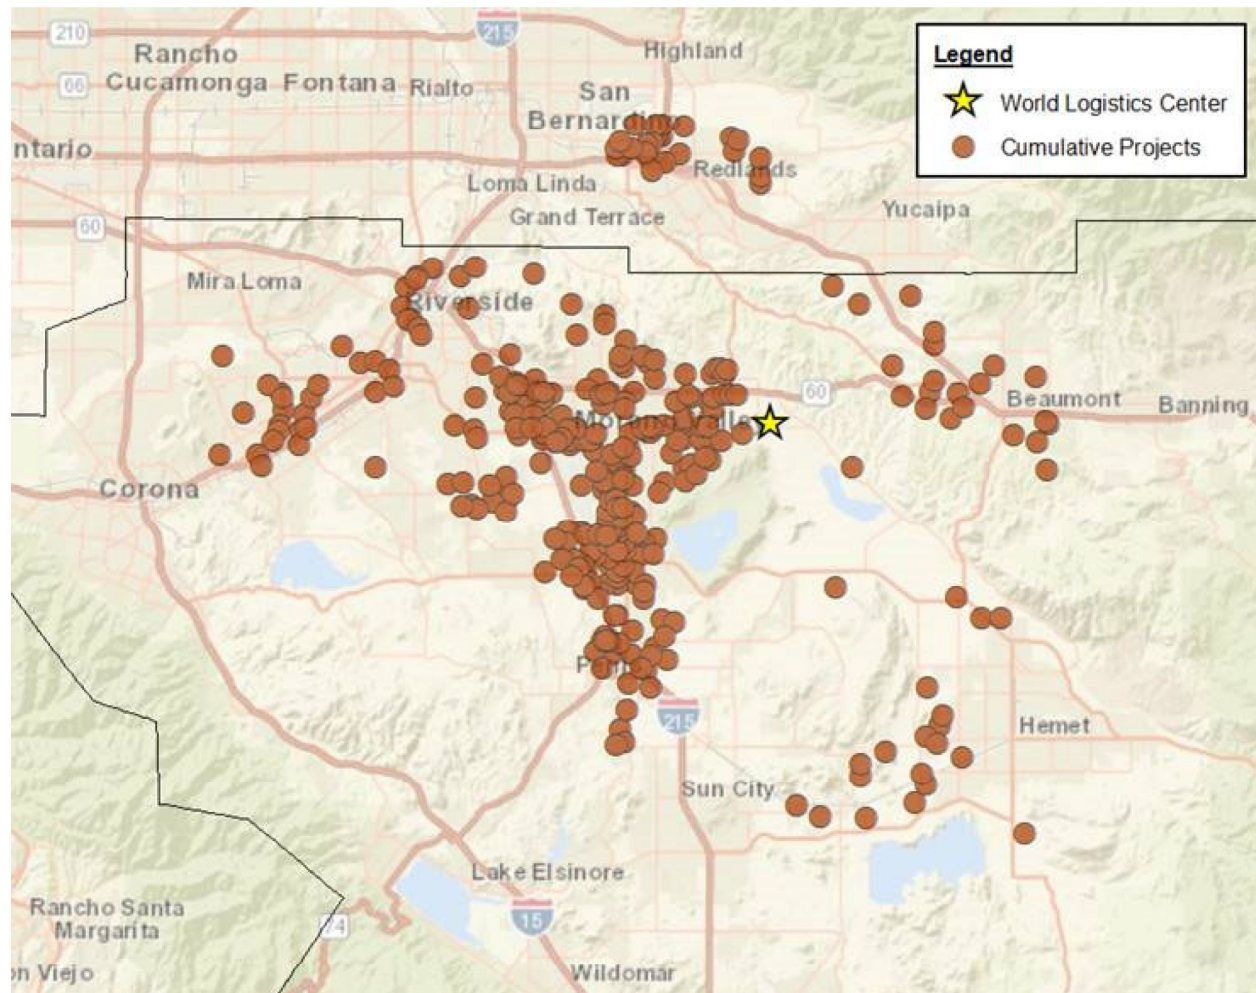 210
215
Highland
Rancho
Cucamonga
Fontana
Rialto
66
San
Bernardino
ntario
Redlands
Loma Linda
Grand Terrace
Yucaipa
60
Mira Loma
Riverside
60
Beaumont
Banning
Moreno Valle
Corona
215
Hemet
Sun City
Lake Elsinore
Rancho Santa
Margarita
74
15
on Viejo
Wildomar
Legend
World Logistics Center
Cumulative Projects